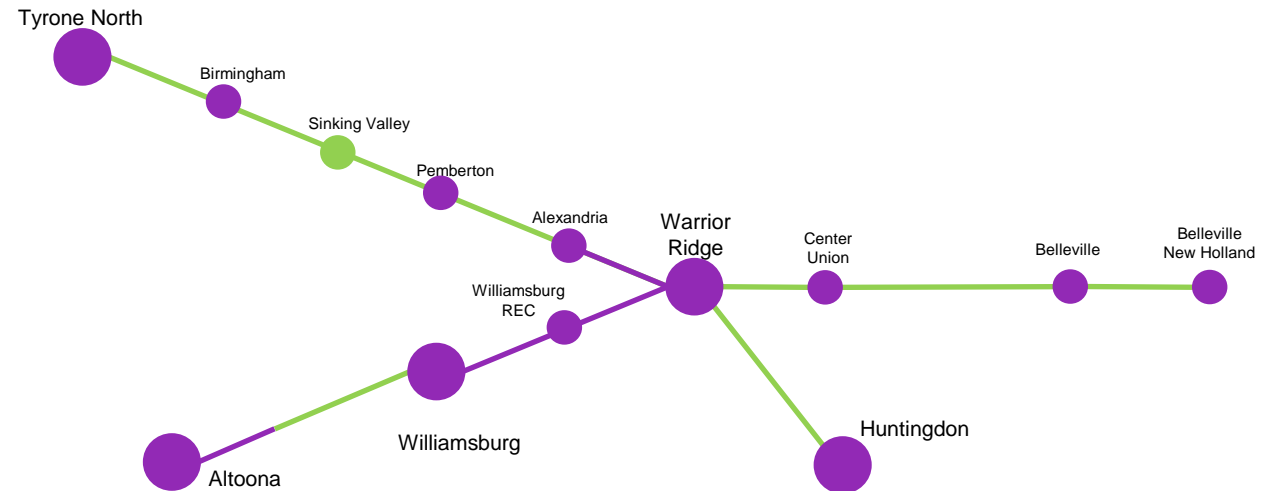 Tyrone North
Birmingham
Sinking Valley
Pemberton
Alexandria
Warrior
Ridge
Center
Union
Belleville
Belleville
New Holland
Williamsburg
REC
Williamsburg
Huntingdon
Altoona